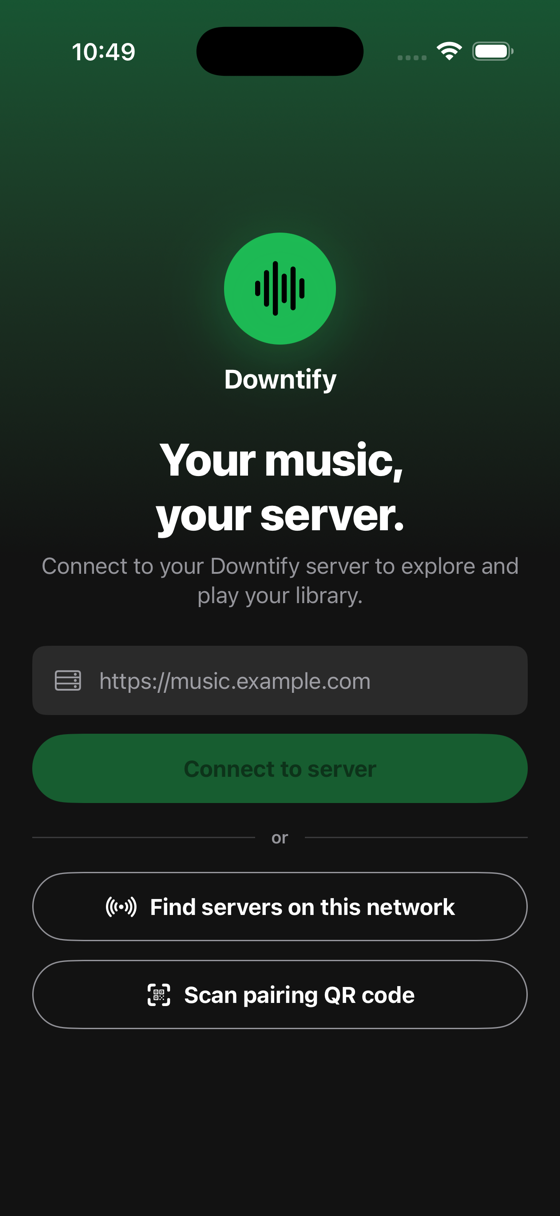 10:49
Downtify
Your music,
your server.
Connect to your Downtify server to explore and
play your library.
https://music.example.com
Connect to server
or
Find servers on this network
Scan pairing QR code